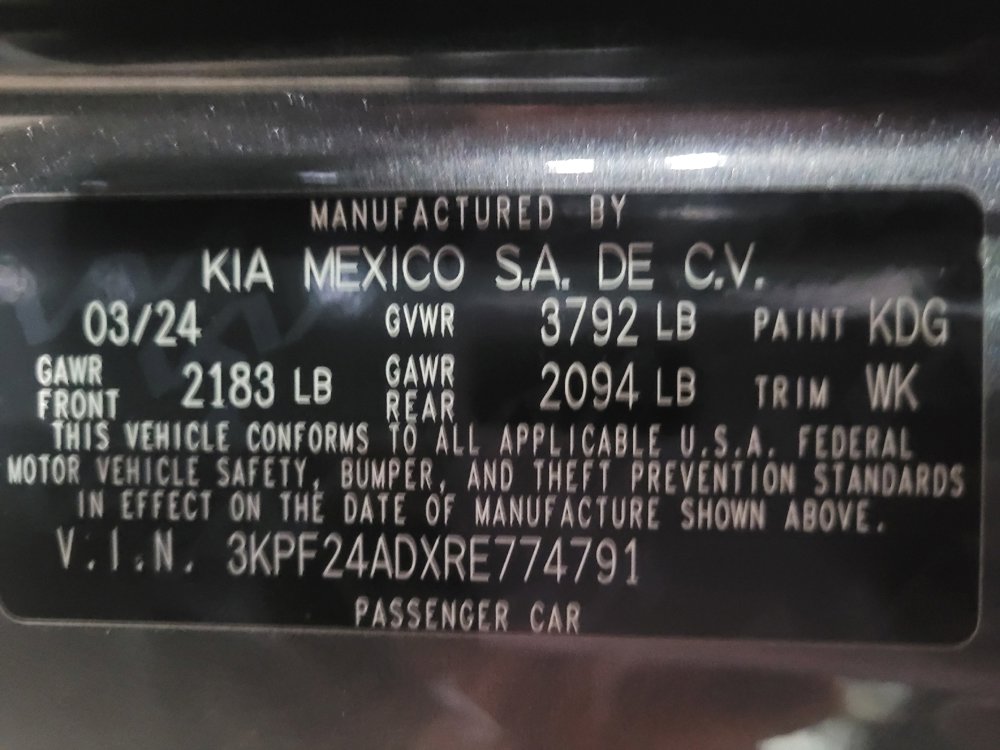 MANUFACTURED BY
KIA MEXICO S.A. DE C.V.
03/24 GVWR 3792 LB PAINT KDG
GAWR FRONT 2183 LB GAWR REAR 2094 LB TRIM WK
THIS VEHICLE CONFORMS TO ALL APPLICABLE U.S.A. FEDERAL
MOTOR VEHICLE SAFETY, BUMPER, AND THEFT PREVENTION STANDARDS
IN EFFECT ON THE DATE OF MANUFACTURE SHOWN ABOVE.
V.I.N. 3KPF24ADXRE774791
PASSENGER CAR